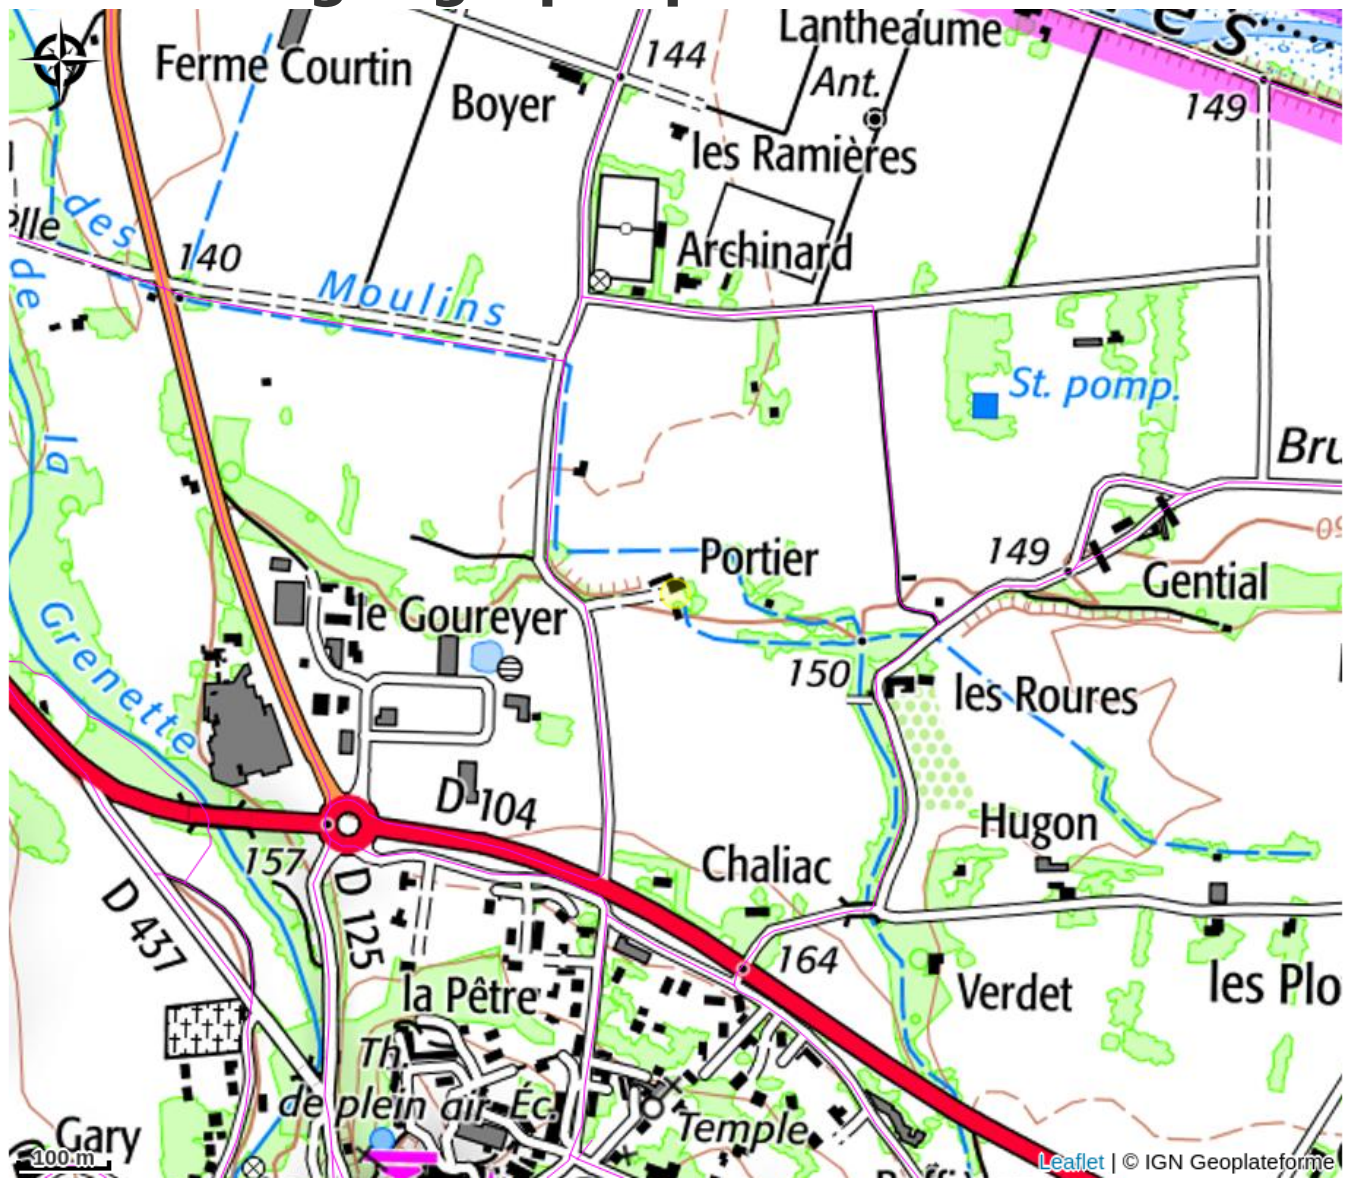 Lantheaume
144
Ferme Courtin
Ant.
Boyer
149
les Ramières
des
lle
140
Archinard
de
Moulins
St. pomp.
la
Bru
Portier
149
Gential
le Goureyer
Grenette
150
les Roures
D 104
Hugon
157
Chaliac
D 125
D 437
164
la Pêtre
Verdet
les Plo
Th.
de plein air
Éc.
Temple
Gary
100 m
Leaflet | © IGN Geoplateforme